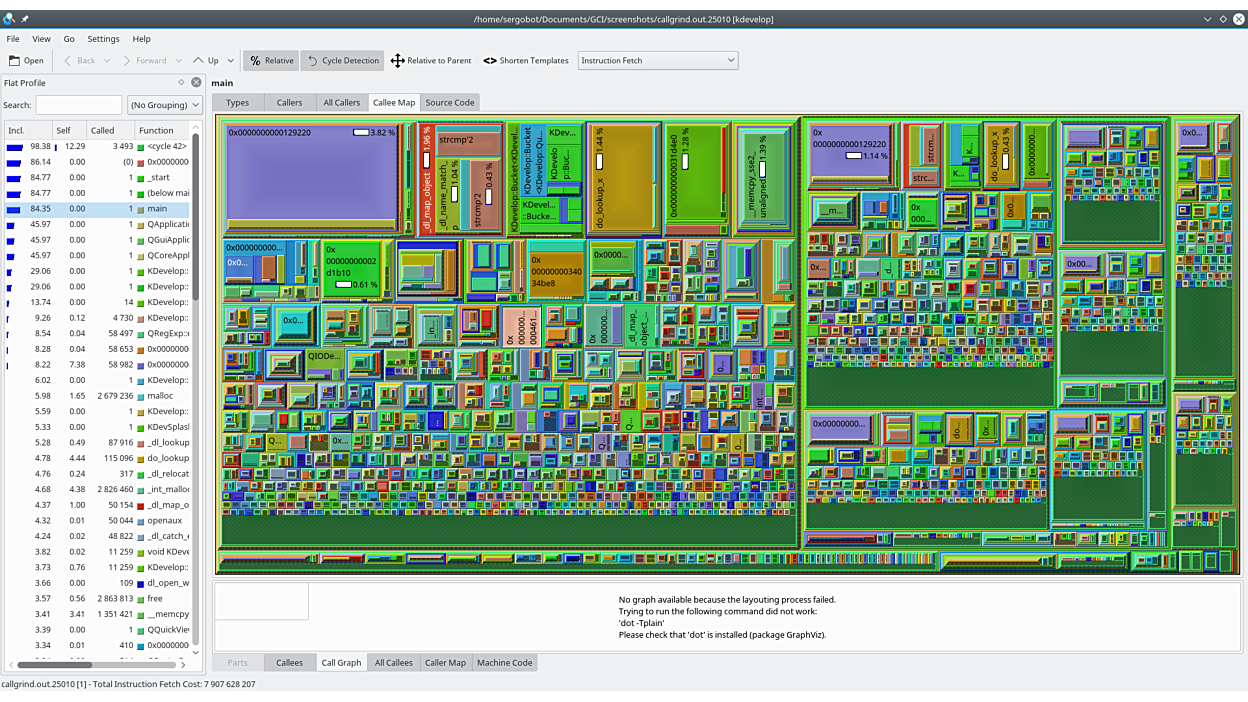 /home/sergobot/Documents/GCI/screenshots/callgrind.out.25010 [kdevelop]
File View Go Settings Help
Open Back Forward Up % Relative Cycle Detection Relative to Parent <> Shorten Templates Instruction Fetch
Flat Profile
Search: (No Grouping)
Incl. Self Called Function
98.38 12.29 3 493 <cycle 42>
86.14 0.00 (0) 0x0000000
84.77 0.00 1 _start
84.77 0.00 1 (below mai
84.35 0.00 1 main
45.97 0.00 1 QApplicati
45.97 0.00 1 QGuiApplic
45.97 0.00 1 QCoreAppl
29.06 0.00 1 KDevelop::
29.06 0.00 1 KDevelop::
13.74 0.00 14 KDevelop::
9.26 0.12 4 730 KDevelop::
8.54 0.04 58 497 QRegExp::
8.28 0.04 58 653 0x0000000
8.22 7.38 58 982 0x0000000
6.02 0.00 1 KDevelop::
5.98 1.65 2 679 236 malloc
5.59 0.00 1 KDevelop::
5.33 0.00 1 KDevSplash
5.28 0.49 87 916 _dl_lookup
4.78 4.44 115 096 do_lookup
4.76 0.24 317 _dl_relocat
4.68 4.38 2 826 460 _int_malloc
4.37 1.00 50 154 _dl_map_o
4.32 0.01 50 044 openaux
4.24 0.02 48 822 _dl_catch_e
3.82 0.02 11 259 void KDeve
3.73 0.76 11 259 KDevelop::
3.66 0.00 109 dl_open_w
3.57 0.56 2 863 813 free
3.41 3.41 1 351 421 __memcpy
3.39 0.00 1 QQuickView
3.34 0.01 410 0x0000000
main
Types Callers All Callers Callee Map Source Code
0x0000000000129220 3.82 %
_dl_map_object 1.96 %
strcmp'2
_dl_name_match_p 1.04 %
strcmp'2 0.43 %
KDevelop::Bucket<KDevel...
KDevelop::Bucket
<KDevelop::Qu...
KDev...
KDevelo
p::Buc...
KDevel...
::Bucke...
do_lookup_x 1.44 %
1.28 %
__memcpy_sse2_
unaligned 1.39 %
0x
0000000000129220
1.14 %
strcm...
strc...
K...
K...
do_lookup_x 0.43 %
0x0000000...
0x0...
__m...
0x
000...
0x0...
0x000000000...
0x0...
0x
00000000002
d1b10
0.61 %
0x
00000000340
34be8
0x0000...
0x...
_d...
0x00...
0x0...
_in...
0x
000000...
000461...
0x
00000...
_dl_map_
object_...
QIODe...
Q...
int_...
Q...
Q...
0x...
Q...
Q...
0x00000000...
do...
0x...
No graph available because the layouting process failed.
Trying to run the following command did not work:
'dot -Tplain'
Please check that 'dot' is installed (package GraphViz).
Parts Callees Call Graph All Callees Caller Map Machine Code
callgrind.out.25010 [1] - Total Instruction Fetch Cost: 7 907 628 207